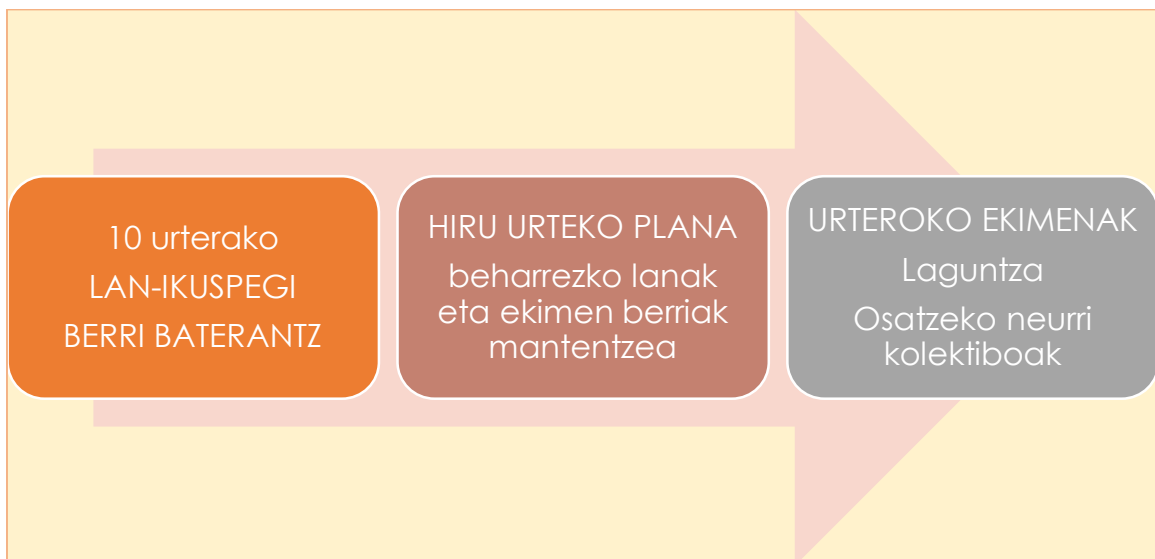 10 urterako
LAN-IKUSPEGI
BERRI BATERANTZ
HIRU URTEKO PLANA
beharrezko lanak
eta ekimen berriak
mantentzea
URTEROKO EKIMENAK
Laguntza
Osatzeko neurri
kolektiboak